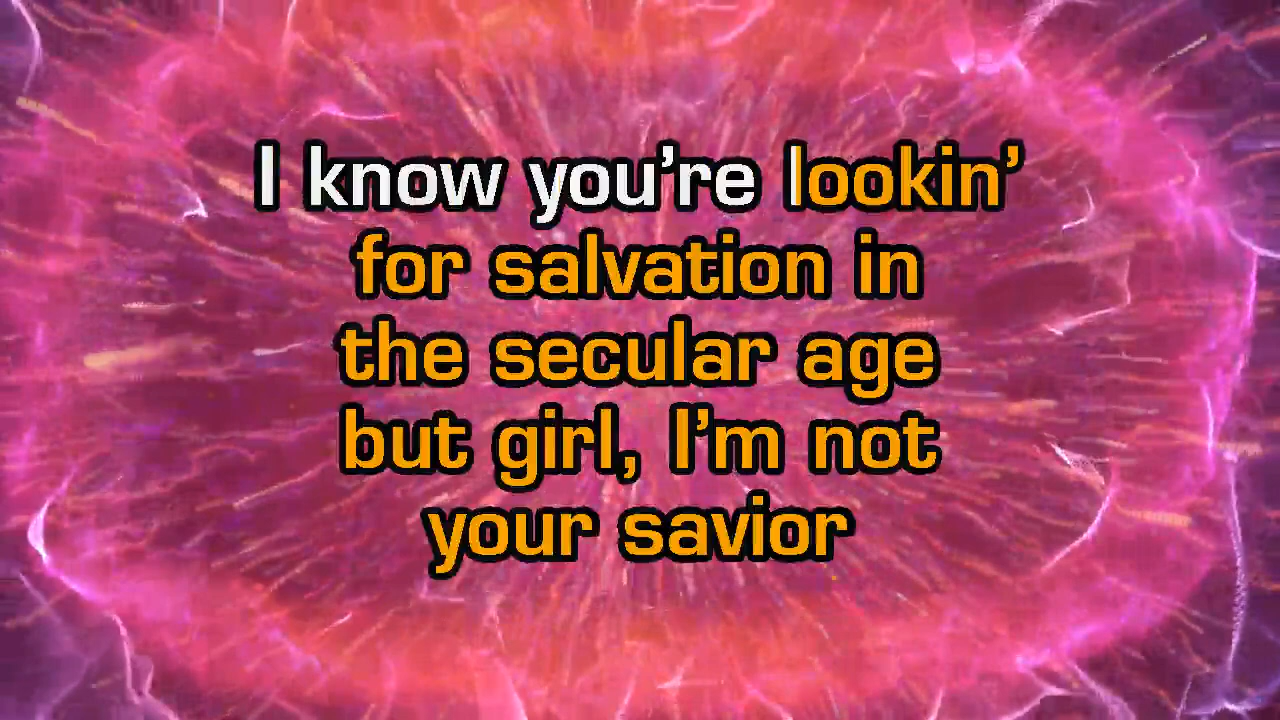 I know you’re lookin’
for salvation in
the secular age
but girl, I’m not
your savior